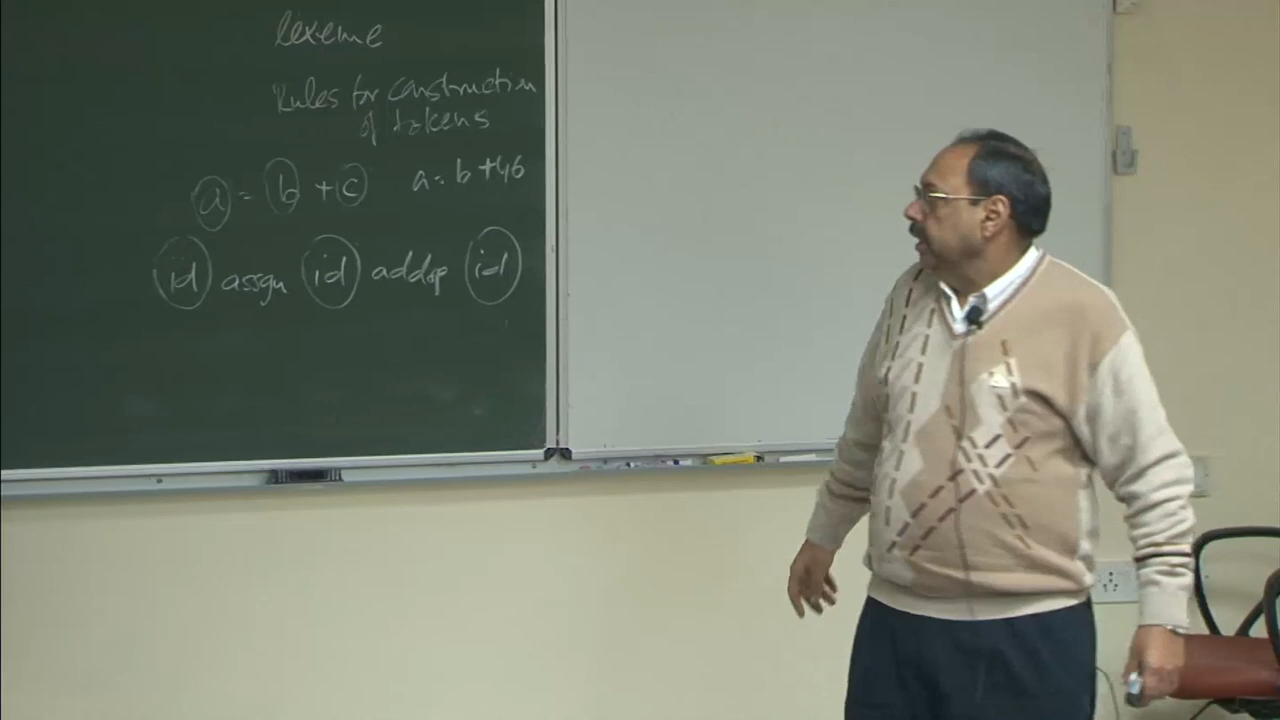 lexeme
Rules for construction
of tokens
a = b + c a = b + 46
id assgn id addop id